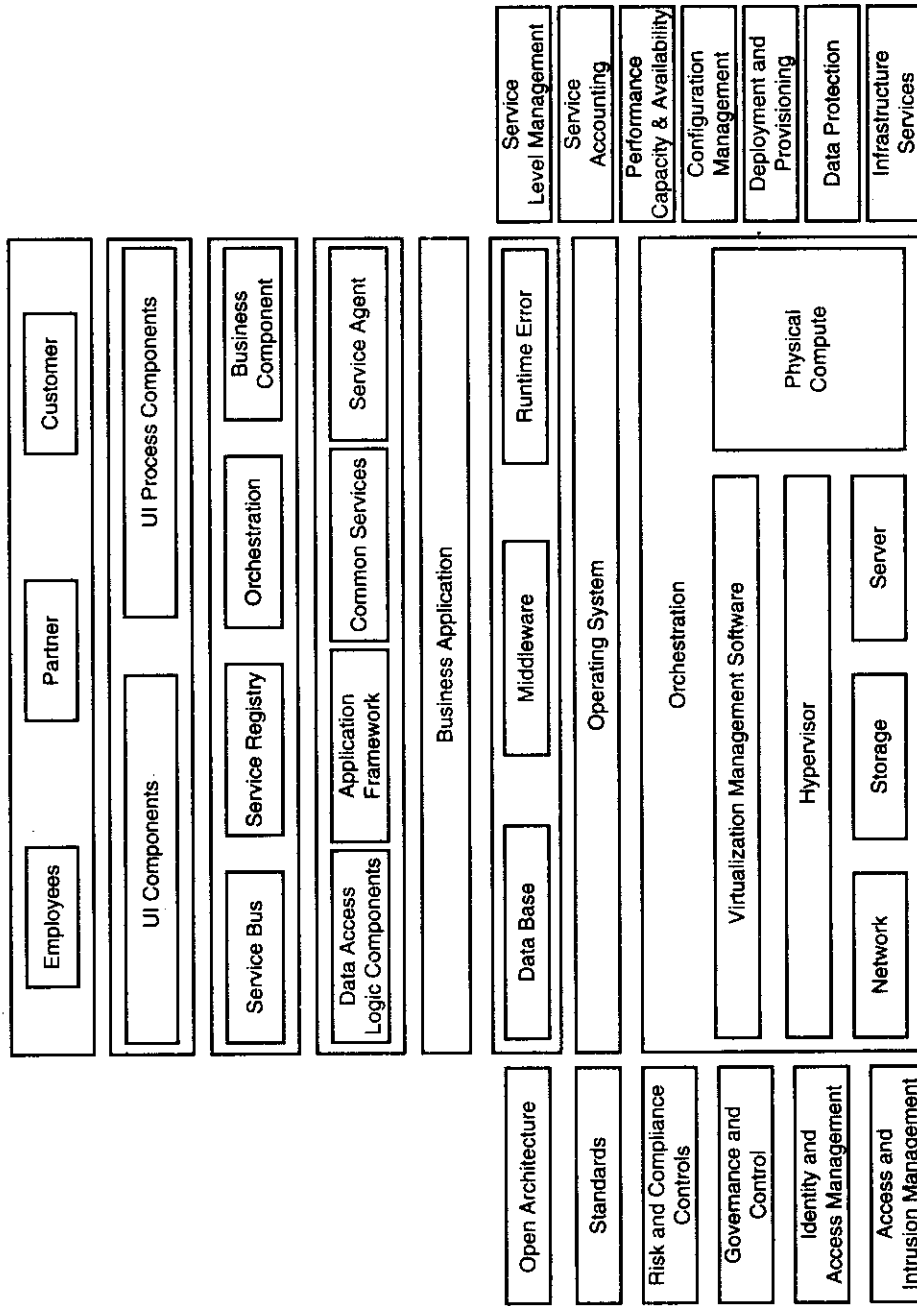 Employees
Partner
Customer
UI Components
UI Process Components
Service Bus
Service Registry
Orchestration
Business
Component
Data Access
Logic Components
Application
Framework
Common Services
Service Agent
Business Application
Data Base
Middleware
Runtime Error
Operating System
Orchestration
Virtualization Management Software
Hypervisor
Network
Storage
Server
Physical
Compute
Open Architecture
Standards
Risk and Compliance
Controls
Governance and
Control
Identity and
Access Management
Access and
Intrusion Management
Service
Level Management
Service
Accounting
Performance
Capacity & Availability
Configuration
Management
Deployment and
Provisioning
Data Protection
Infrastructure
Services